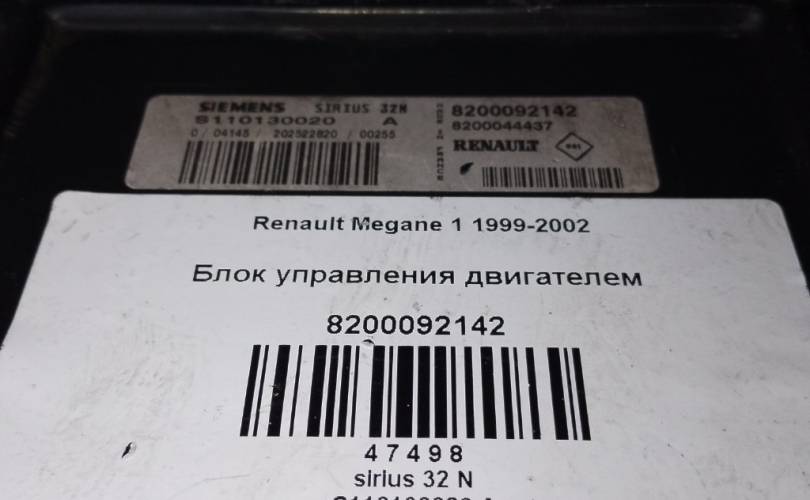 SIEMENS SIRIUS 32N
S110130020 A
0 / 04145 / 202522820 / 00255
8200092142
8200044437
RENAULT
Renault Megane 1 1999-2002
Блок управления двигателем
8200092142
47498
sirius 32 N